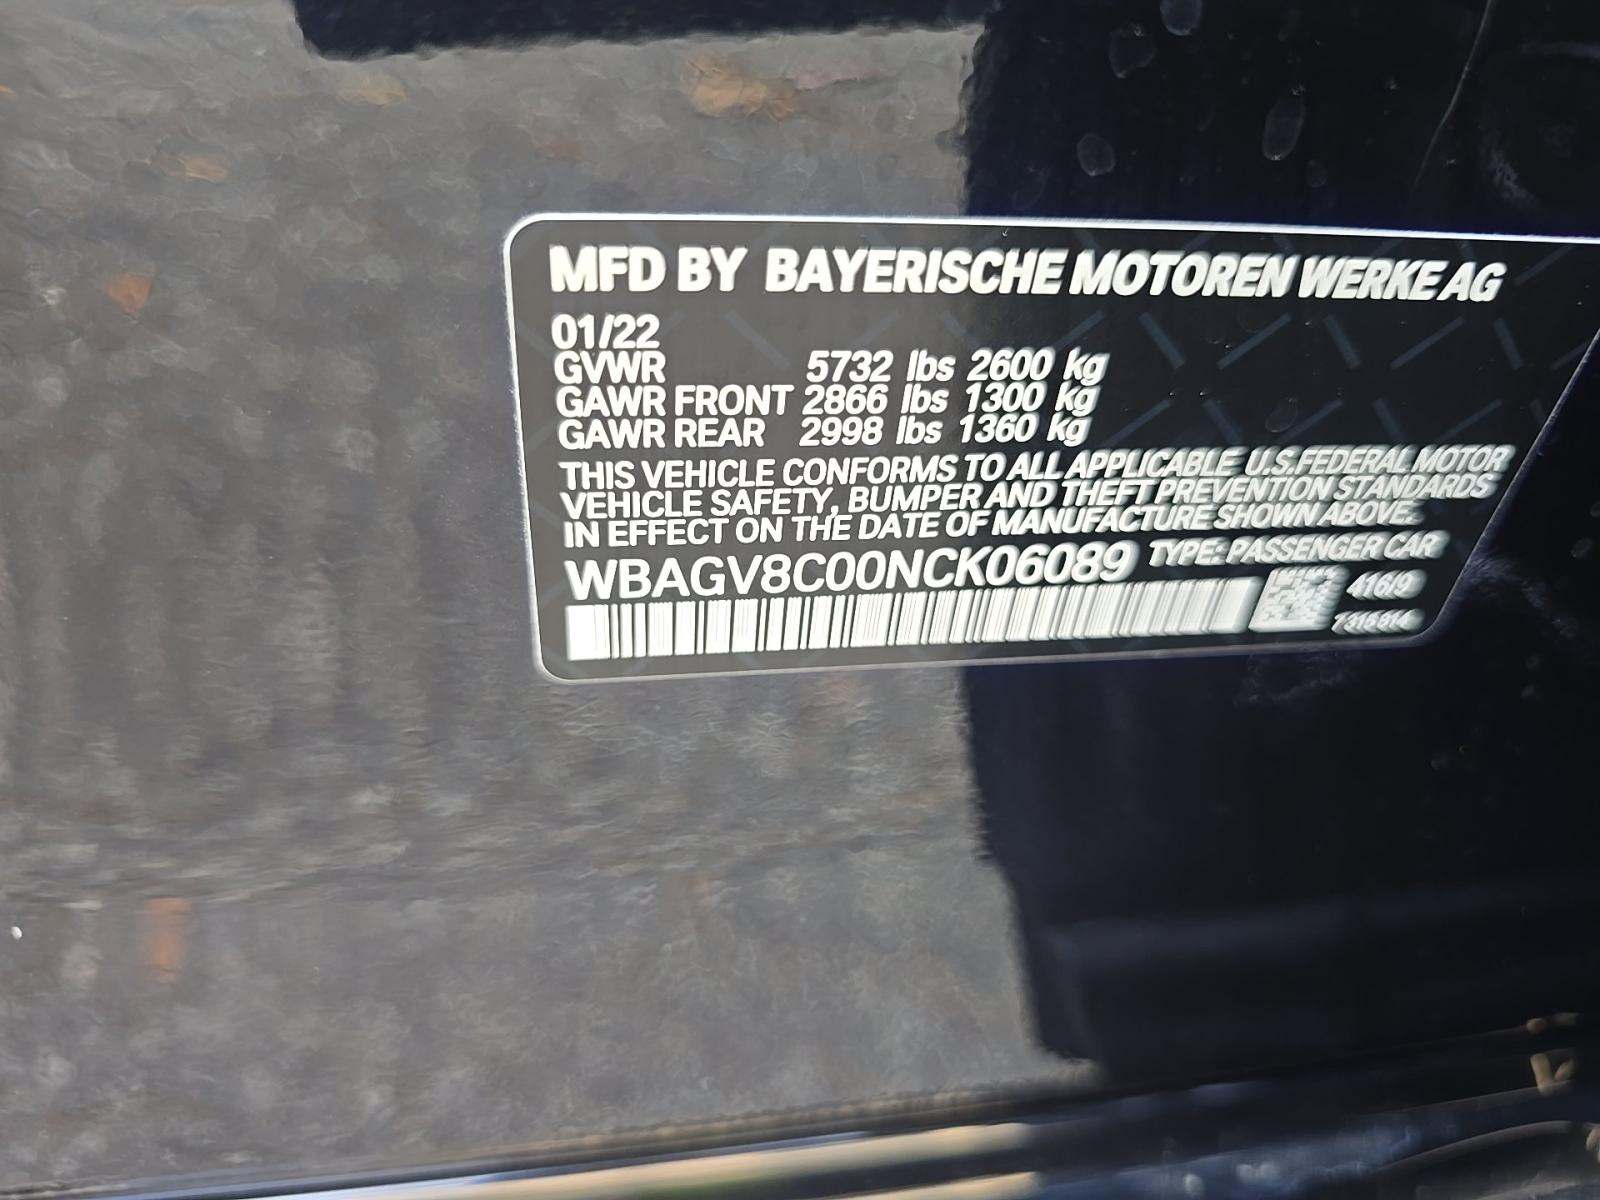 MFD BY BAYERISCHE MOTOREN WERKE AG
01/22
GVWR 5732 lbs 2600 kg
GAWR FRONT 2866 lbs 1300 kg
GAWR REAR 2998 lbs 1360 kg
THIS VEHICLE CONFORMS TO ALL APPLICABLE U.S.FEDERAL MOTOR
VEHICLE SAFETY, BUMPER AND THEFT PREVENTION STANDARDS
IN EFFECT ON THE DATE OF MANUFACTURE SHOWN ABOVE.
WBAGV8C00NCK06089 TYPE: PASSENGER CAR
416/9